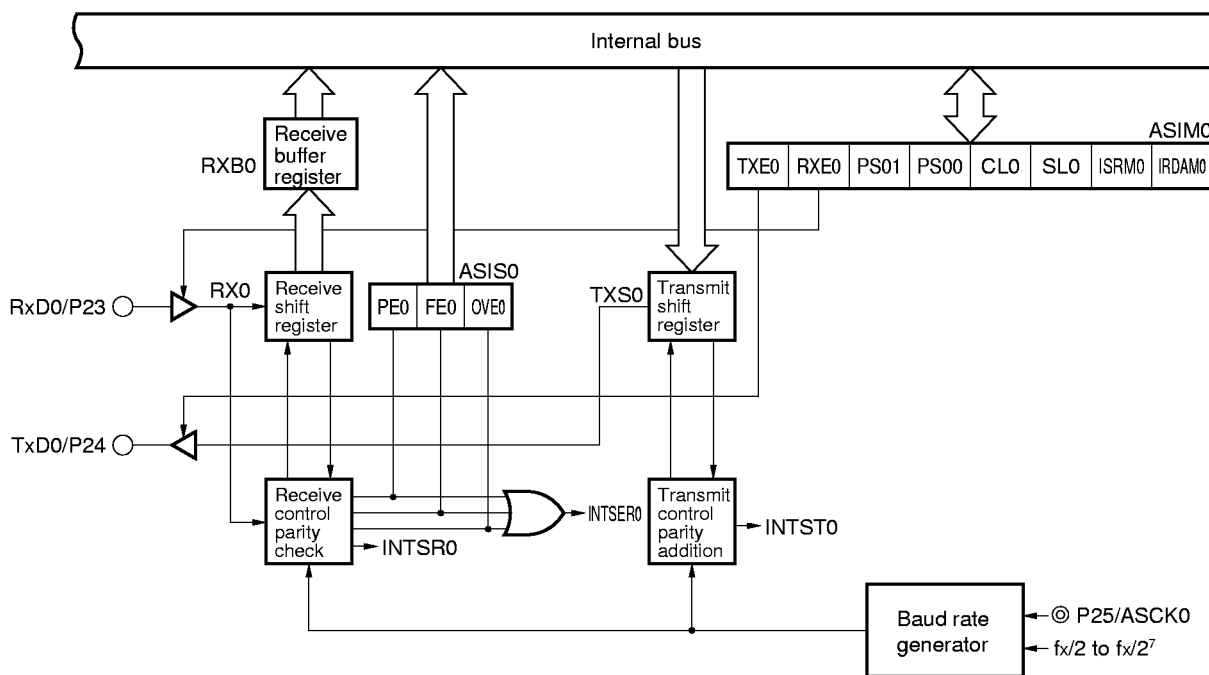 Internal bus
Receive
buffer
register
RXB0
ASIM0
TXE0 RXE0 PS01 PS00 CL0 SL0 ISRM0 IRDAM0
RxD0/P23
RX0
Receive
shift
register
ASIS0
PE0 FE0 OVE0
TXS0
Transmit
shift
register
TxD0/P24
Receive
control
parity
check
INTSER0
INTSR0
Transmit
control
parity
addition
INTST0
Baud rate
generator
P25/ASCK0
fx/2 to fx/2⁷